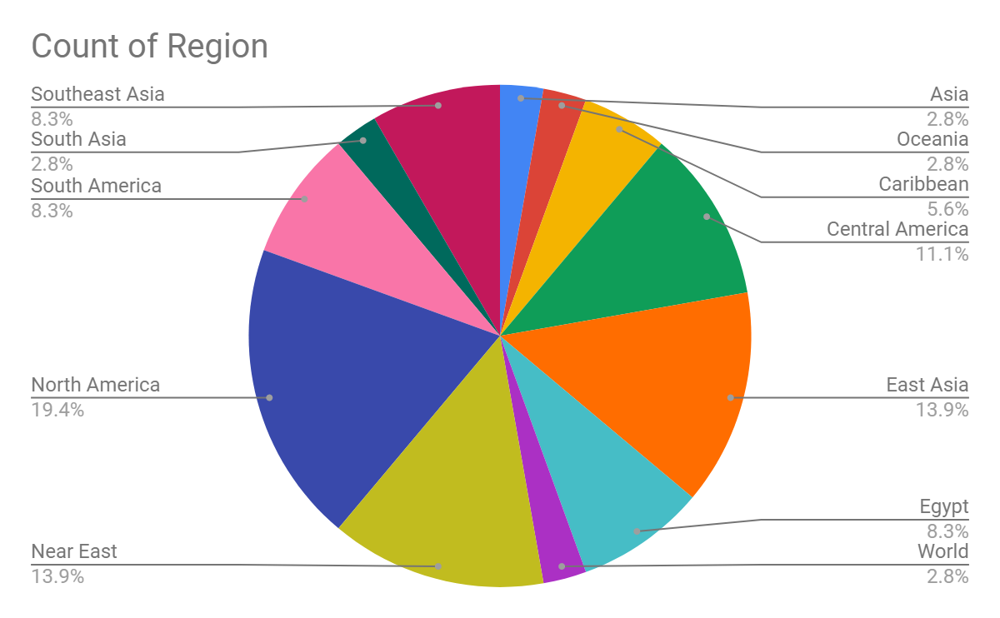 Count of Region
Southeast Asia
8.3%
South Asia
2.8%
South America
8.3%
North America
19.4%
Near East
13.9%
Asia
2.8%
Oceania
2.8%
Caribbean
5.6%
Central America
11.1%
East Asia
13.9%
Egypt
8.3%
World
2.8%